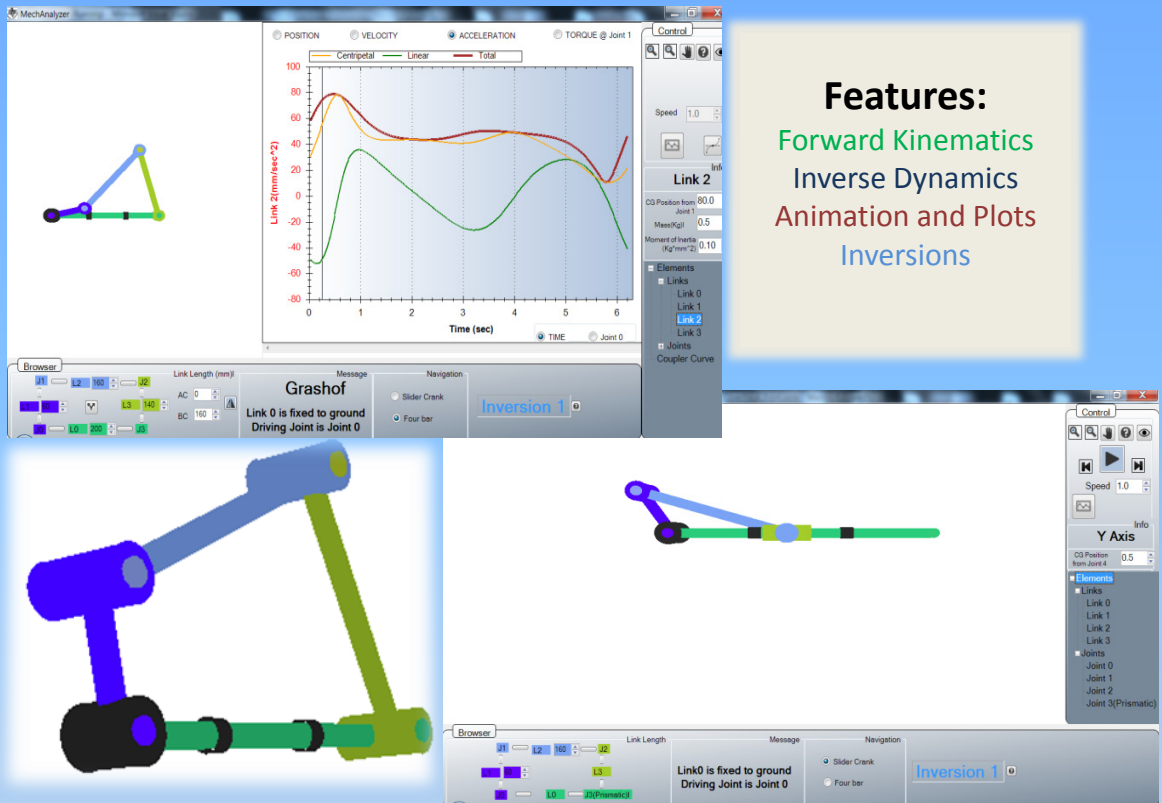 MechAnalyzer
POSITION VELOCITY ACCELERATION TORQUE @ Joint 1
Centripetal Linear Total
100
80
60
40
20
0
-20
-40
-60
-80
Link 2(mm/sec^2)
0 1 2 3 4 5 6
Time (sec)
TIME Joint 0
Control
Speed 1.0
Link 2
CG Position from Joint 1 80.0
Mass(Kg)l 0.5
Moment of Inertia (Kg*mm^2) 0.10
Elements
Links
Link 0
Link 1
Link 2
Link 3
Joints
Coupler Curve
Browser
J1 L2 160 J2
L3 140
L0 200 J3
Link Length (mm)l
AC 0
BC 160
Message
Grashof
Link 0 is fixed to ground
Driving Joint is Joint 0
Navigation
Slider Crank
Four bar
Inversion 1
Features:
Forward Kinematics
Inverse Dynamics
Animation and Plots
Inversions
Control
Speed 1.0
Info
Y Axis
CG Position from Joint 4 0.5
Elements
Links
Link 0
Link 1
Link 2
Link 3
Joints
Joint 0
Joint 1
Joint 2
Joint 3(Prismatic)
Browser
J1 L2 160 J2
L3
L0 J3(Prismatic)l
Link Length
Message
Link0 is fixed to ground
Driving Joint is Joint 0
Navigation
Slider Crank
Four bar
Inversion 1